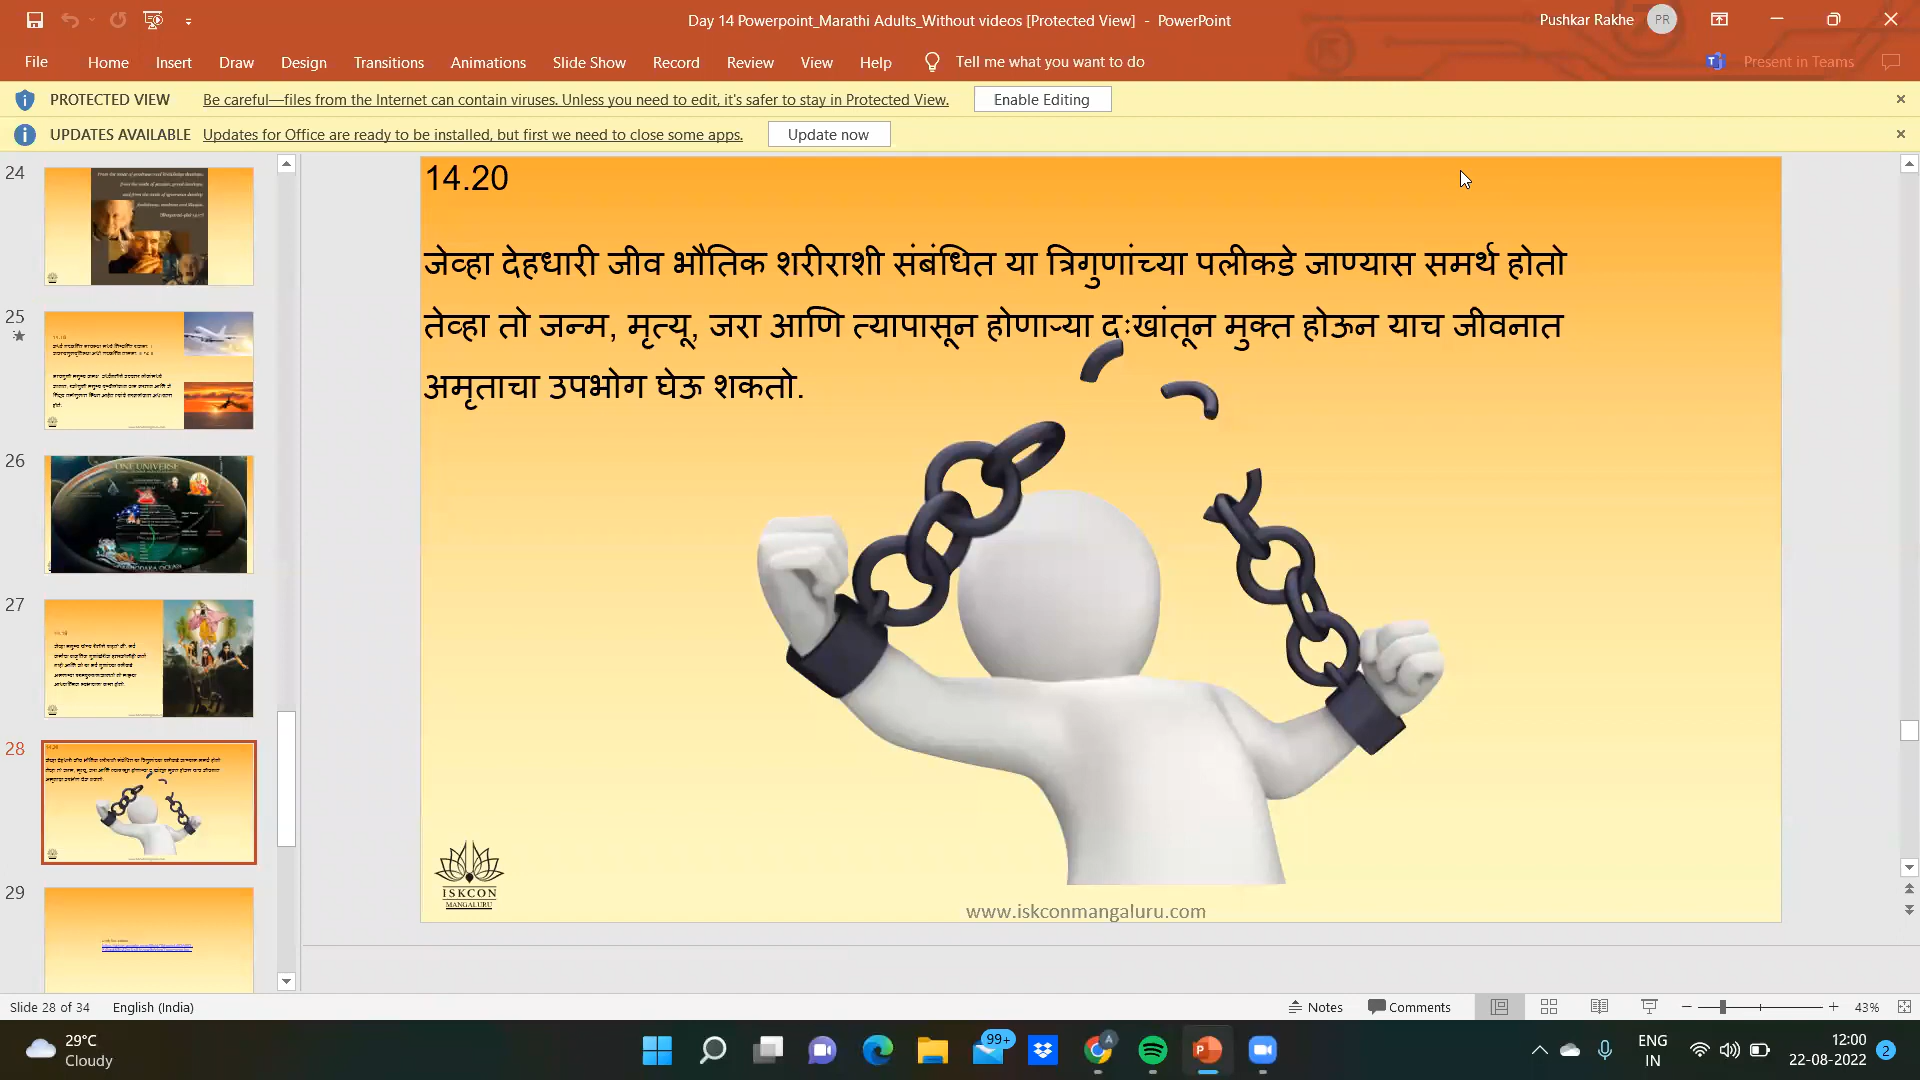 Day 14 Powerpoint_Marathi Adults_Without videos [Protected View] - PowerPoint
Pushkar Rakhe
PR
File Home Insert Draw Design Transitions Animations Slide Show Record Review View Help Tell me what you want to do
Present in Teams
PROTECTED VIEW Be careful—files from the Internet can contain viruses. Unless you need to edit, it's safer to stay in Protected View. Enable Editing
UPDATES AVAILABLE Updates for Office are ready to be installed, but first we need to close some apps. Update now
24
25
26
ONE UNIVERSE
27
28
29
14.20
जेव्हा देहधारी जीव भौतिक शरीराशी संबंधित या त्रिगुणांच्या पलीकडे जाण्यास समर्थ होतो
तेव्हा तो जन्म, मृत्यू, जरा आणि त्यापासून होणाऱ्या दुःखांतून मुक्त होऊन याच जीवनात
अमृताचा उपभोग घेऊ शकतो.
ISKCON
MANGALURU
www.iskconmangaluru.com
Slide 28 of 34 English (India)
Notes Comments 43%
29°C
Cloudy
99+
A
ENG
IN
12:00
22-08-2022
2